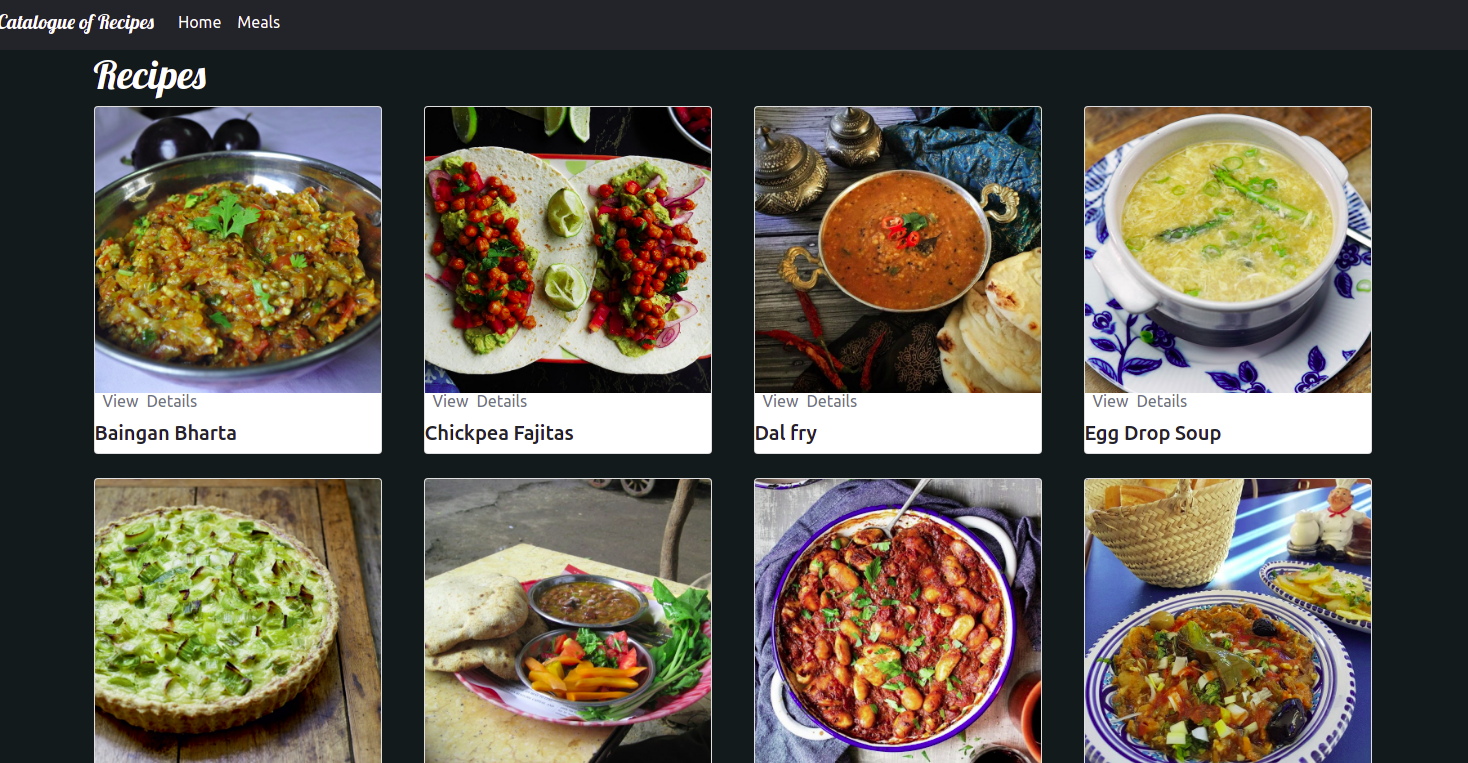 Catalogue of Recipes Home Meals
Recipes
View Details
Baingan Bharta
View Details
Chickpea Fajitas
View Details
Dal fry
View Details
Egg Drop Soup